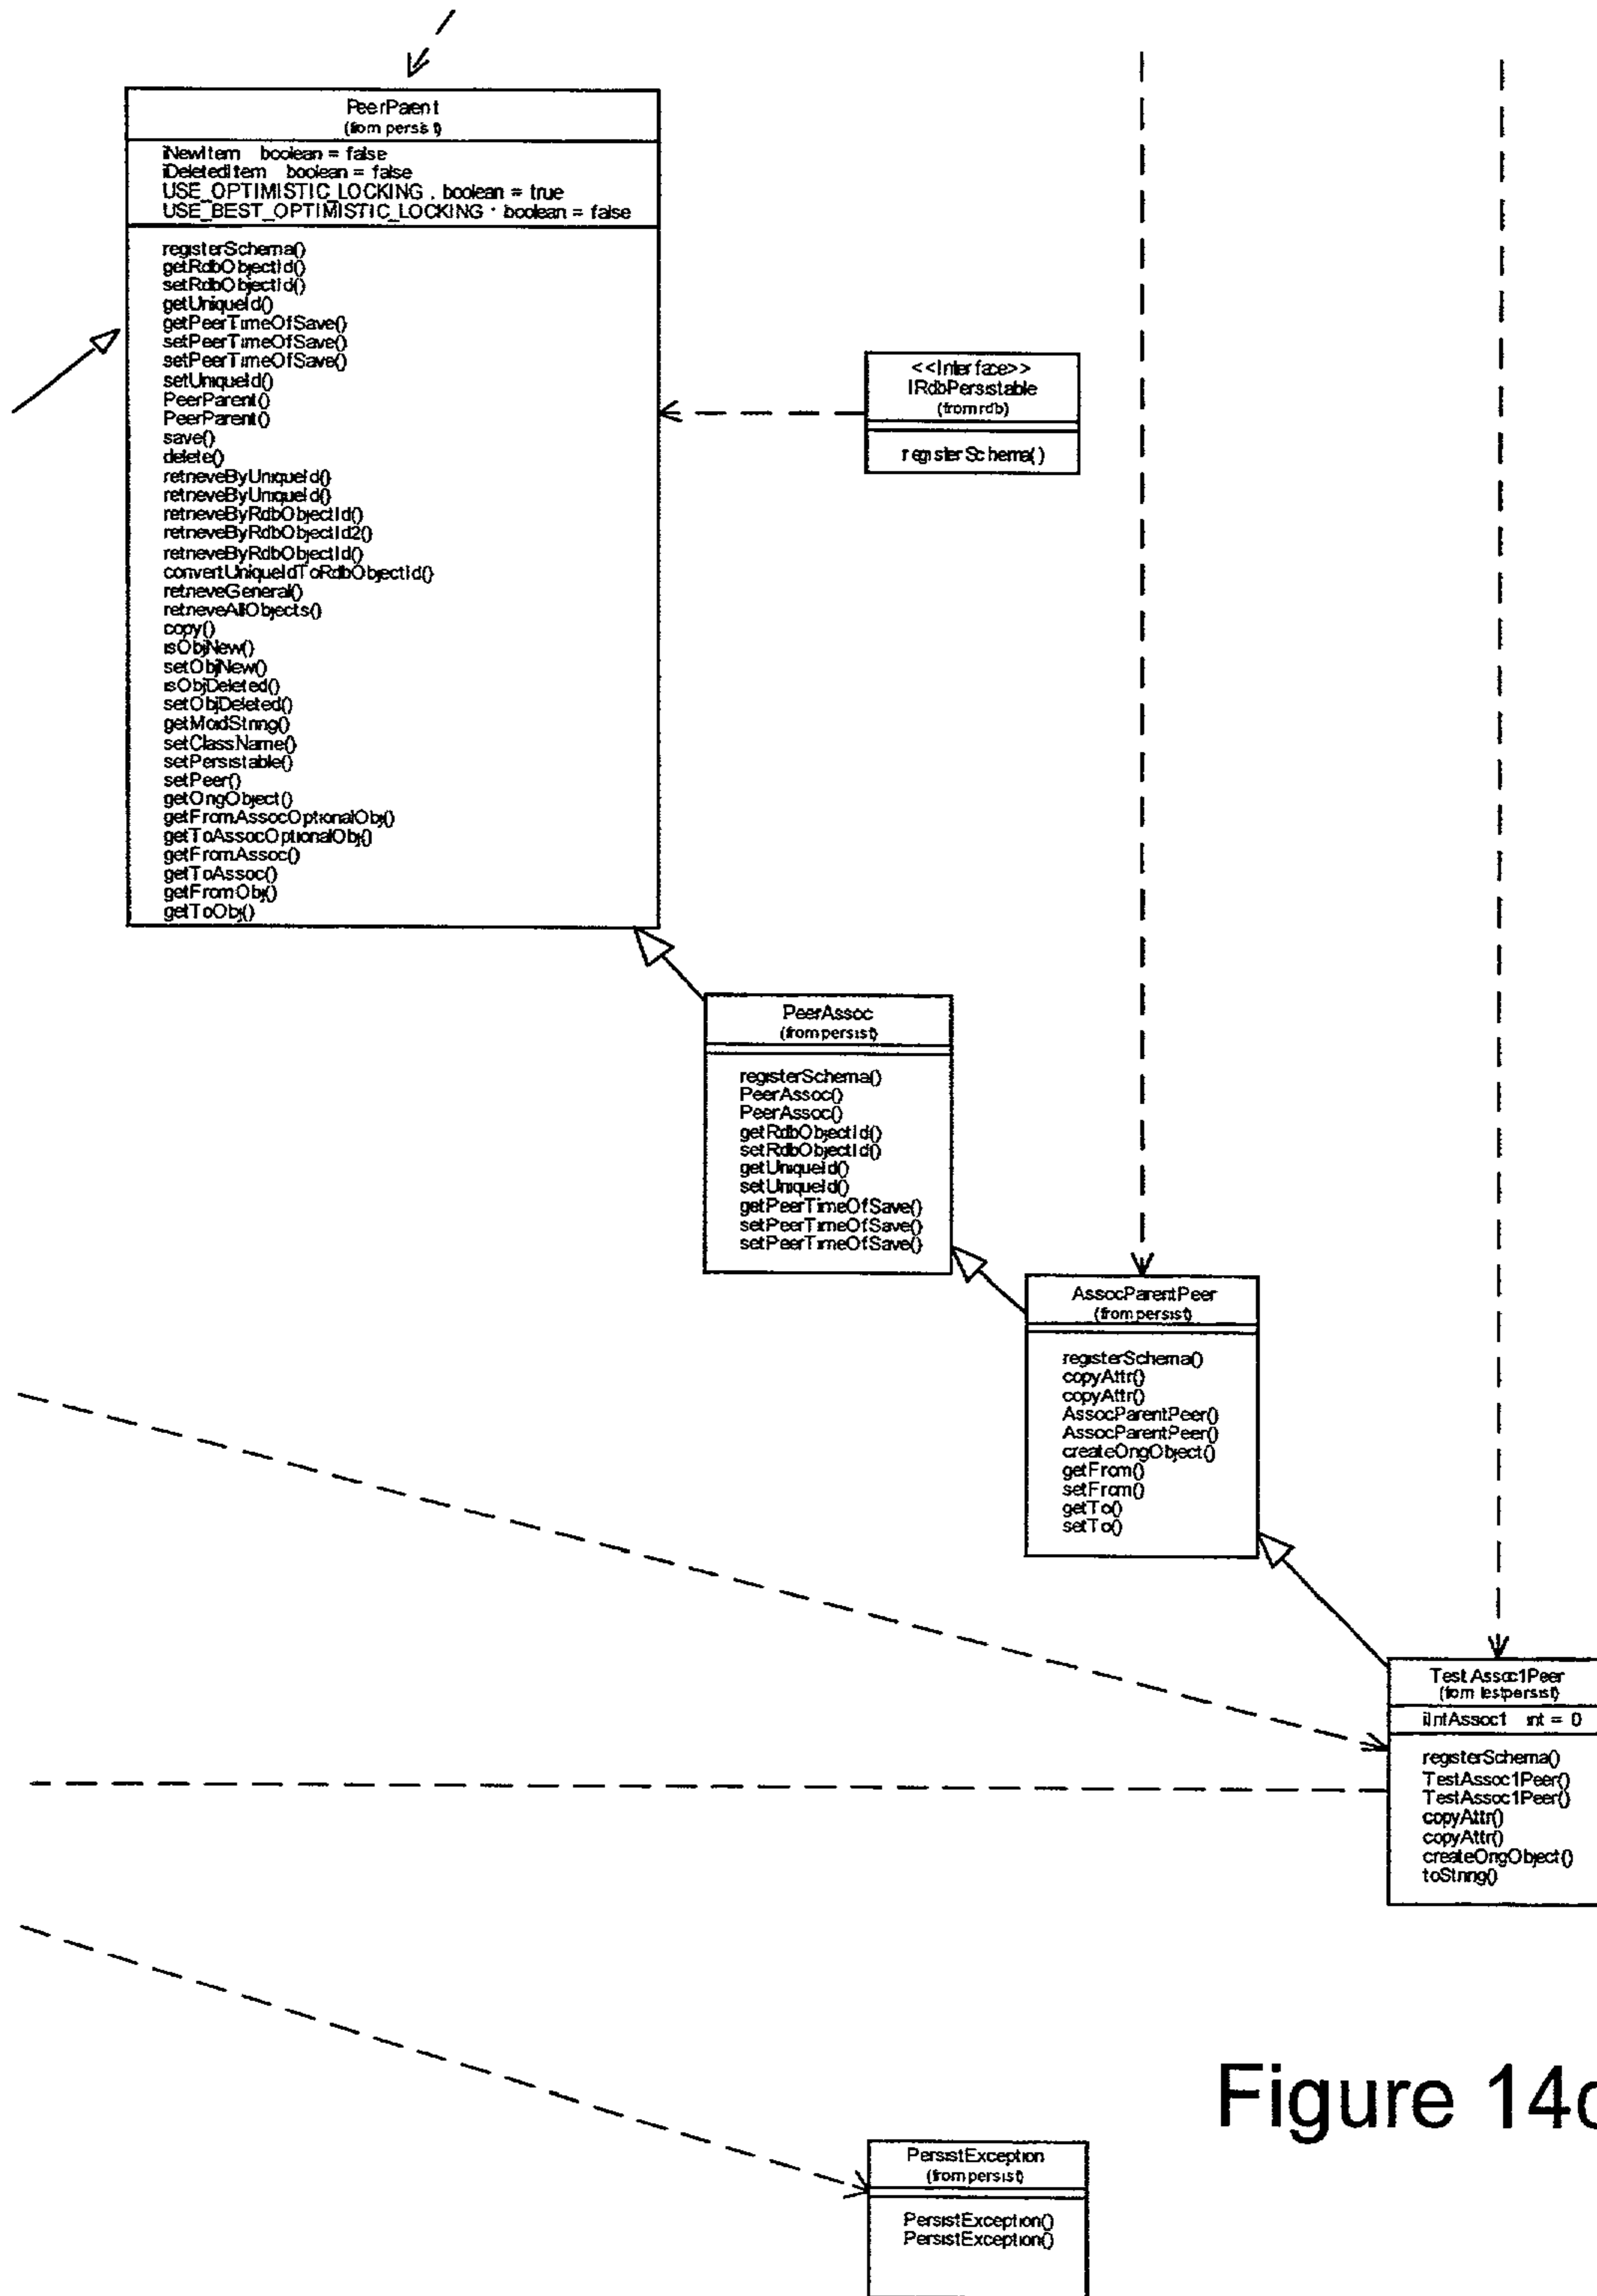 PeerPaent
(from persist)
iNewItem boolean = false
iDeletedItem boolean = false
USE_OPTIMISTIC_LOCKING . boolean = true
USE_BEST_OPTIMISTIC_LOCKING · boolean = false
registerSchema()
getRdbObjectId()
setRdbObjectId()
getUniqueId()
getPeerTimeOfSave()
setPeerTimeOfSave()
setPeerTimeOfSave()
setUniqueId()
PeerParent()
PeerParent()
save()
delete()
retrieveByUniqueId()
retrieveByUniqueId()
retrieveByRdbObjectId()
retrieveByRdbObjectId2()
retrieveByRdbObjectId()
convertUniqueIdToRdbObjectId()
retrieveGeneral()
retrieveAllObjects()
copy()
isObjNew()
setObjNew()
isObjDeleted()
setObjDeleted()
getModString()
setClassName()
setPersistable()
setPeer()
getOrigObject()
getFromAssocOptionalObj()
getToAssocOptionalObj()
getFromAssoc()
getToAssoc()
getFromObj()
getToObj()
<<Interface>>
IRdbPersistable
(from rdb)
registerSchema()
PeerAssoc
(from persist)
registerSchema()
PeerAssoc()
PeerAssoc()
getRdbObjectId()
setRdbObjectId()
getUniqueId()
setUniqueId()
getPeerTimeOfSave()
setPeerTimeOfSave()
setPeerTimeOfSave()
AssocParentPeer
(from persist)
registerSchema()
copyAttr()
copyAttr()
AssocParentPeer()
AssocParentPeer()
createOrigObject()
getFrom()
setFrom()
getTo()
setTo()
TestAssoc1Peer
(from testpersist)
iIntAssoc1 int = 0
registerSchema()
TestAssoc1Peer()
TestAssoc1Peer()
copyAttr()
copyAttr()
createOrigObject()
toString()
Figure 14c
PersistException
(from persist)
PersistException()
PersistException()